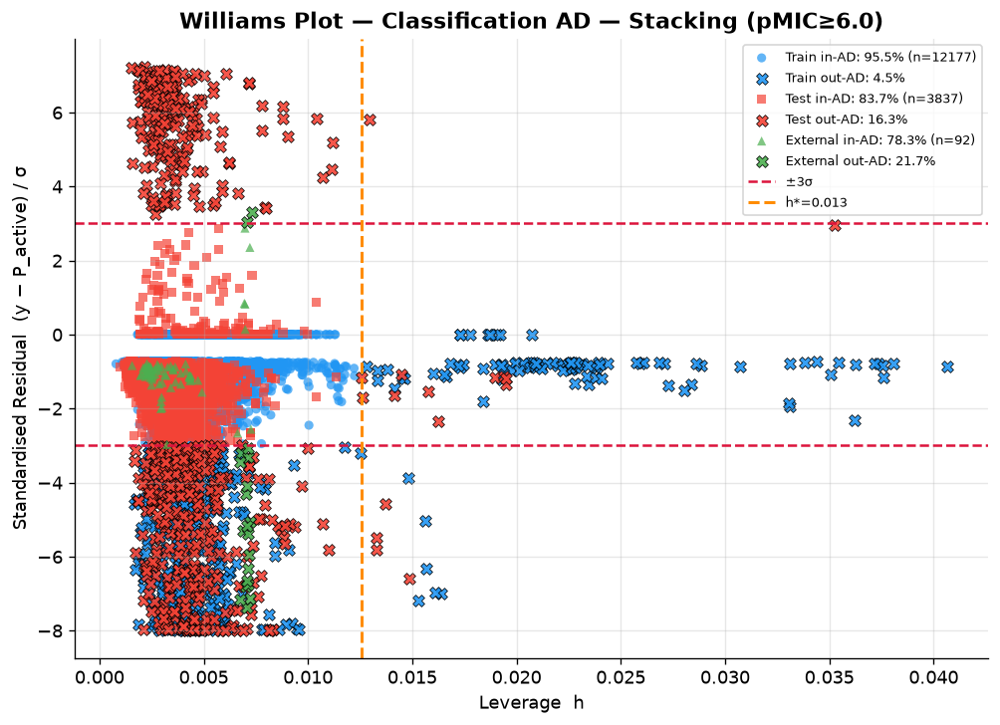 Williams Plot — Classification AD — Stacking (pMIC≥6.0)
Train in-AD: 95.5% (n=12177)
Train out-AD: 4.5%
Test in-AD: 83.7% (n=3837)
Test out-AD: 16.3%
External in-AD: 78.3% (n=92)
External out-AD: 21.7%
±3σ
h*=0.013
Standardised Residual (y − P_active) / σ
6
4
2
0
−2
−4
−6
−8
0.000 0.005 0.010 0.015 0.020 0.025 0.030 0.035 0.040
Leverage h